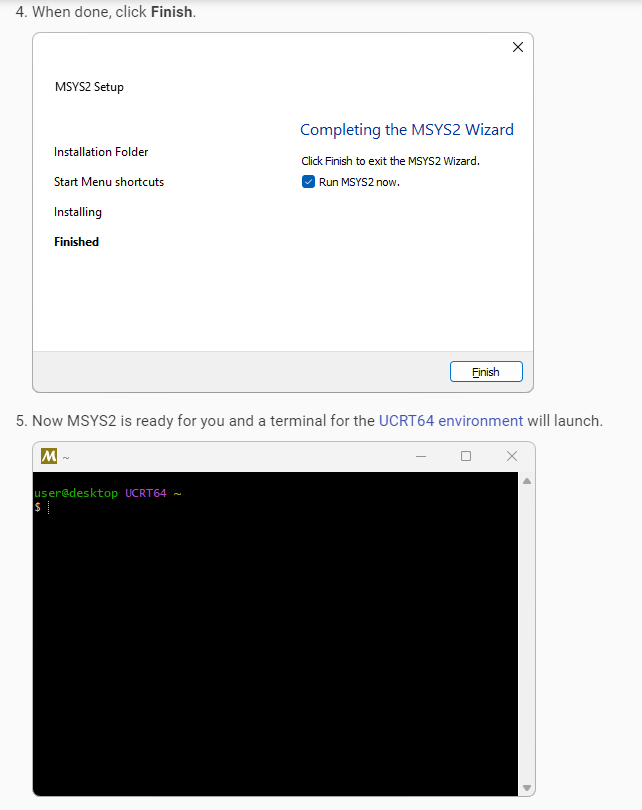 4. When done, click Finish.
MSYS2 Setup
Installation Folder
Start Menu shortcuts
Installing
Finished
Completing the MSYS2 Wizard
Click Finish to exit the MSYS2 Wizard.
Run MSYS2 now.
Finish
5. Now MSYS2 is ready for you and a terminal for the UCRT64 environment will launch.
M ~
user@desktop UCRT64 ~
$